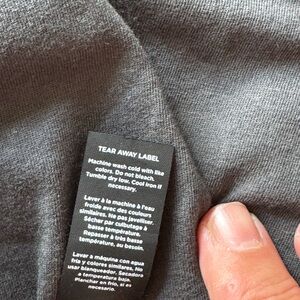 TEAR AWAY LABEL
Machine wash cold with like
colors. Do not bleach.
Tumble dry low. Cool iron if
necessary.
Laver à la machine à l'eau
froide avec des couleurs
similaires. Ne pas javelliser.
Sécher par culbutage à
basse température.
Repasser à très basse
température, au besoin.
Lavar a máquina con agua
fría y colores similares. No
usar blanqueador. Secadora
a temperatura baja.
Planchar en frío, si es
necesario.